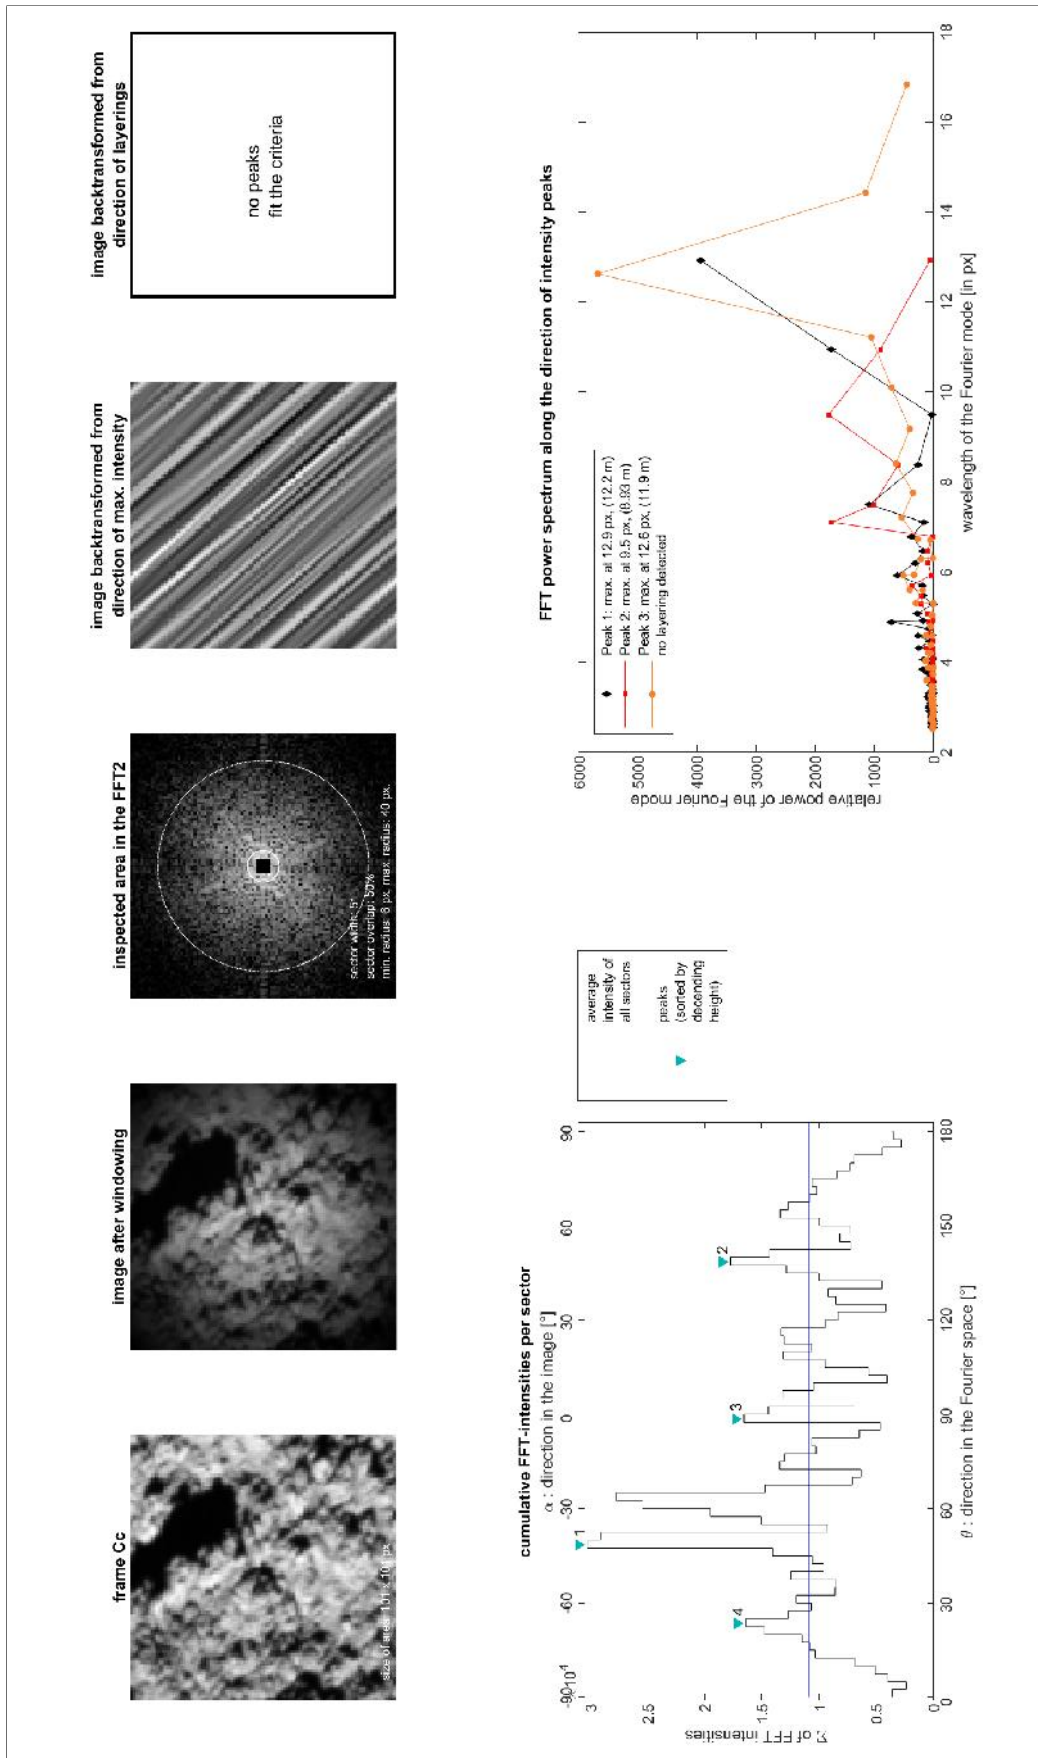 frame Cc
size of area: 101 × 101 px
image after windowing
inspected area in the FFT2
sector width: 5°
sector overlap: 50%
min. radius: 6 px, max. radius: 40 px.
image backtransformed from
direction of max. intensity
image backtransformed from
direction of layerings
no peaks
fit the criteria
cumulative FFT-intensities per sector
α : direction in the image [°]
-90 -60 -30 0 30 60 90
10⁴
3
2.5
2
1.5
1
0.5
0
Σ of FFT intensities
4
1
3
2
0 30 60 90 120 150 180
θ : direction in the Fourier space [°]
average
intensity of
all sectors
peaks
(sorted by
decending
height)
FFT power spectrum along the direction of intensity peaks
6000
5000
4000
3000
2000
1000
0
relative power of the Fourier mode
Peak 1: max. at 12.9 px, (12.2 m)
Peak 2: max. at 9.5 px, (8.93 m)
Peak 3: max. at 12.6 px, (11.9 m)
no layering detected
2 4 6 8 10 12 14 16 18
wavelength of the Fourier mode [in px]